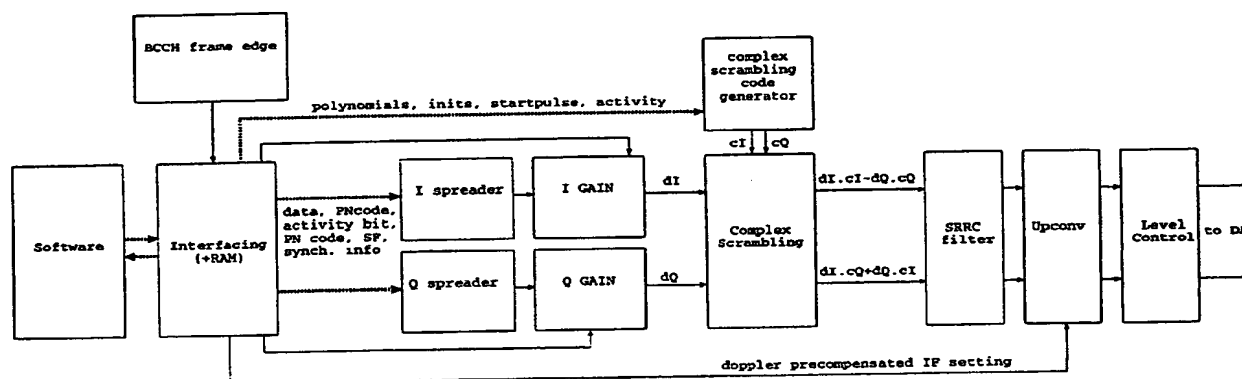 BCCH frame edge
complex
scrambling
code
generator
polynomials, inits, startpulse, activity
cI cQ
Software
Interfacing
(+RAM)
data, PNcode,
activity bit,
PN code, SF,
synch. info
I spreader
I GAIN
dI
Q spreader
Q GAIN
dQ
Complex
Scrambling
dI.cI-dQ.cQ
dI.cQ+dQ.cI
SRRC
filter
Upconv
Level
Control
to DA
doppler precompensated IF setting